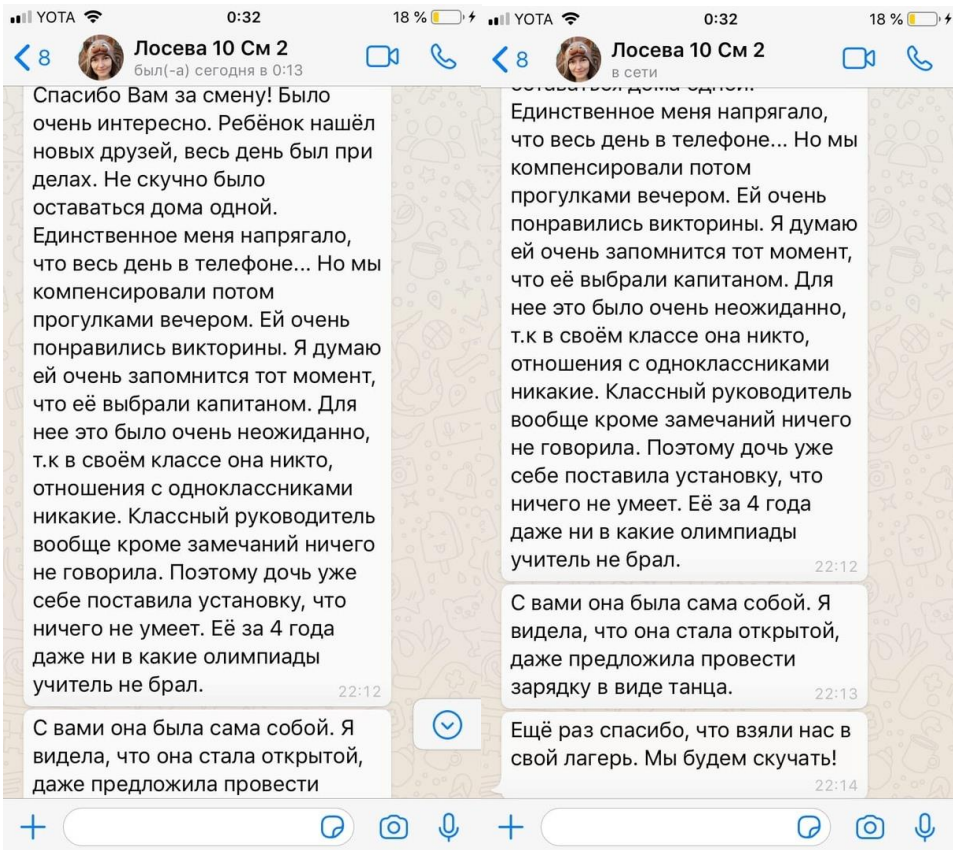 YOTA 0:32 18 %
8 Лосева 10 См 2
был(-а) сегодня в 0:13
Спасибо Вам за смену! Было
очень интересно. Ребёнок нашёл
новых друзей, весь день был при
делах. Не скучно было
оставаться дома одной.
Единственное меня напрягало,
что весь день в телефоне... Но мы
компенсировали потом
прогулками вечером. Ей очень
понравились викторины. Я думаю
ей очень запомнится тот момент,
что её выбрали капитаном. Для
нее это было очень неожиданно,
т.к в своём классе она никто,
отношения с одноклассниками
никакие. Классный руководитель
вообще кроме замечаний ничего
не говорила. Поэтому дочь уже
себе поставила установку, что
ничего не умеет. Её за 4 года
даже ни в какие олимпиады
учитель не брал.
22:12
С вами она была сама собой. Я
видела, что она стала открытой,
даже предложила провести
YOTA 0:32 18 %
8 Лосева 10 См 2
в сети
оставаться дома одной.
Единственное меня напрягало,
что весь день в телефоне... Но мы
компенсировали потом
прогулками вечером. Ей очень
понравились викторины. Я думаю
ей очень запомнится тот момент,
что её выбрали капитаном. Для
нее это было очень неожиданно,
т.к в своём классе она никто,
отношения с одноклассниками
никакие. Классный руководитель
вообще кроме замечаний ничего
не говорила. Поэтому дочь уже
себе поставила установку, что
ничего не умеет. Её за 4 года
даже ни в какие олимпиады
учитель не брал.
22:12
С вами она была сама собой. Я
видела, что она стала открытой,
даже предложила провести
зарядку в виде танца.
22:13
Ещё раз спасибо, что взяли нас в
свой лагерь. Мы будем скучать!
22:14